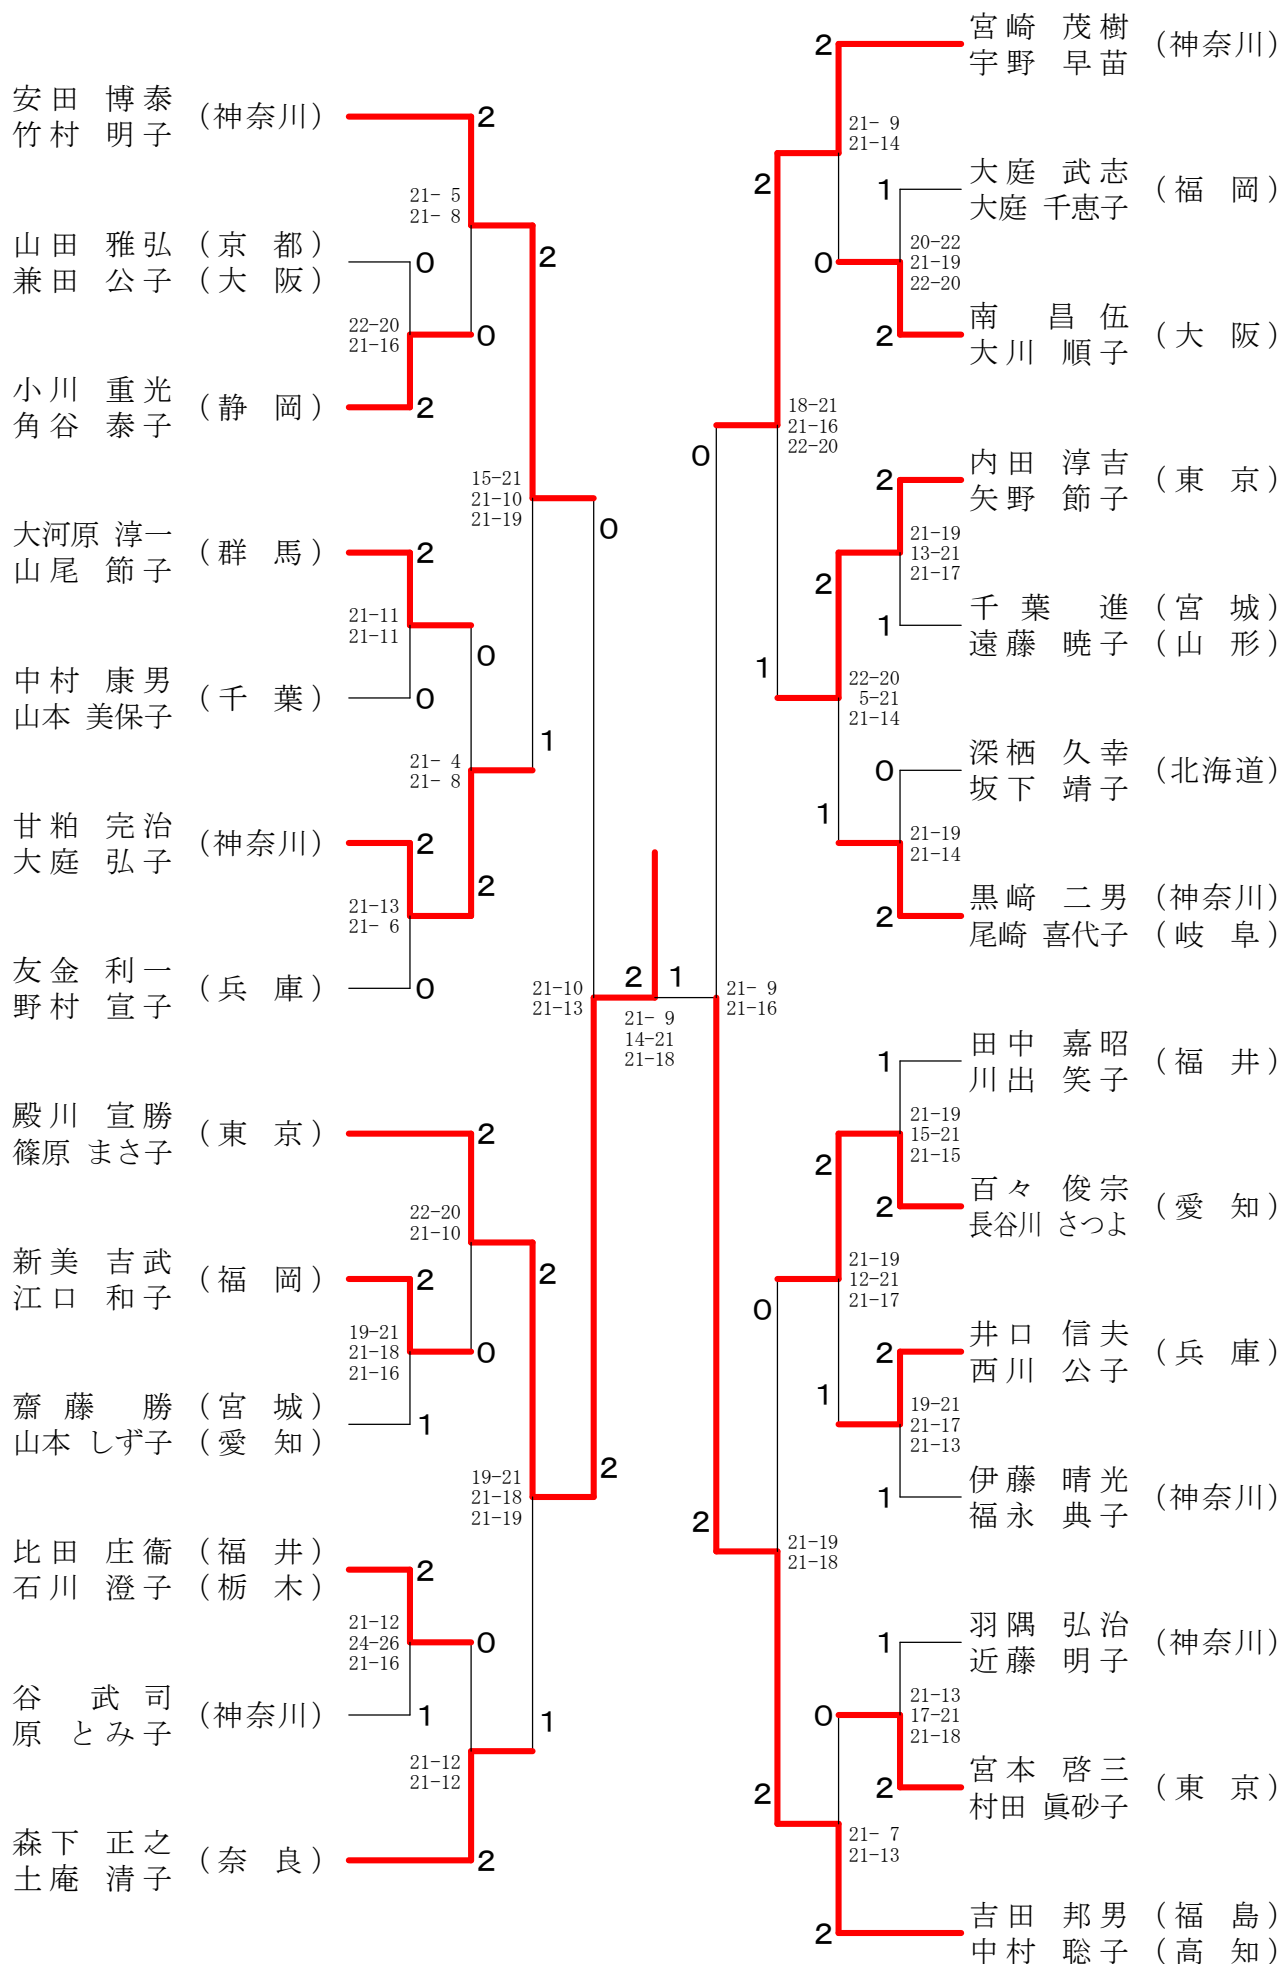 安田 博泰 (神奈川)
竹村 明子
2
21- 5
21- 8
2
山田 雅弘 (京 都)
兼田 公子 (大 阪)
0
22-20
21-16
0
小川 重光 (静 岡)
角谷 泰子
2
15-21
21-10
21-19
0
大河原 淳一 (群 馬)
山尾 節子
2
21-11
21-11
0
中村 康男 (千 葉)
山本 美保子
0
21- 4
21- 8
1
甘粕 完治 (神奈川)
大庭 弘子
2
21-13
21- 6
2
友金 利一 (兵 庫)
野村 宣子
0
21-10
21-13
殿川 宣勝 (東 京)
篠原 まさ子
2
22-20
21-10
2
新美 吉武 (福 岡)
江口 和子
2
19-21
21-18
21-16
0
齋藤 勝 (宮 城)
山本 しず子 (愛 知)
1
19-21
21-18
21-19
2
比田 庄衞 (福 井)
石川 澄子 (栃 木)
2
21-12
24-26
21-16
0
谷 武司 (神奈川)
原 とみ子
1
21-12
21-12
1
森下 正之 (奈 良)
土庵 清子
2
2 1
21- 9
14-21
21-18
宮崎 茂樹 (神奈川)
宇野 早苗
2
21- 9
21-14
2
大庭 武志 (福 岡)
大庭 千恵子
1
20-22
21-19
22-20
0
南 昌伍 (大 阪)
大川 順子
2
18-21
21-16
22-20
0
内田 淳吉 (東 京)
矢野 節子
2
21-19
13-21
21-17
2
千葉 進 (宮 城)
遠藤 暁子 (山 形)
1
22-20
5-21
21-14
1
深栖 久幸 (北海道)
坂下 靖子
0
21-19
21-14
1
黒﨑 二男 (神奈川)
尾崎 喜代子 (岐 阜)
2
21- 9
21-16
田中 嘉昭 (福 井)
川出 笑子
1
21-19
15-21
21-15
2
百々 俊宗 (愛 知)
長谷川 さつよ
2
21-19
12-21
21-17
0
井口 信夫 (兵 庫)
西川 公子
2
19-21
21-17
21-13
1
伊藤 晴光 (神奈川)
福永 典子
1
21-19
21-18
2
羽隅 弘治 (神奈川)
近藤 明子
1
21-13
17-21
21-18
0
宮本 啓三 (東 京)
村田 眞砂子
2
21- 7
21-13
2
吉田 邦男 (福 島)
中村 聡子 (高 知)
2